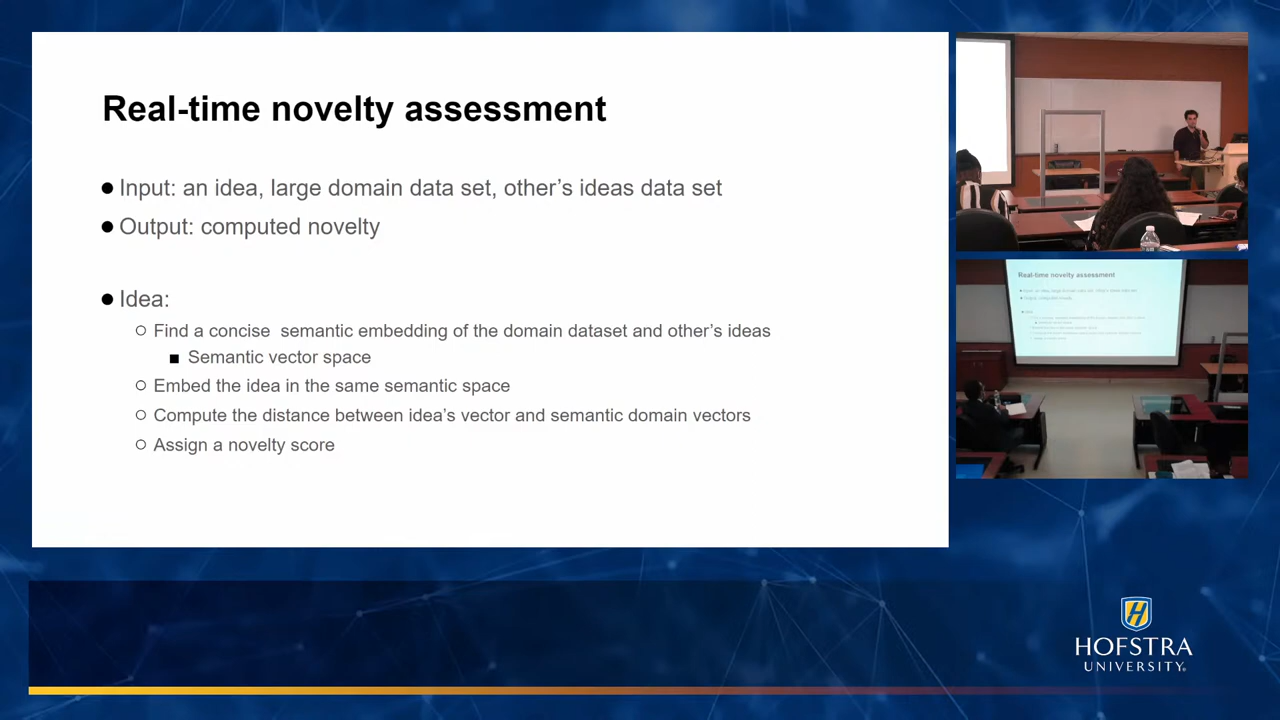 Real-time novelty assessment
● Input: an idea, large domain data set, other's ideas data set
● Output: computed novelty
● Idea:
○ Find a concise  semantic embedding of the domain dataset and other's ideas
■ Semantic vector space
○ Embed the idea in the same semantic space
○ Compute the distance between idea's vector and semantic domain vectors
○ Assign a novelty score
Real-time novelty assessment
H
HOFSTRA
UNIVERSITY®